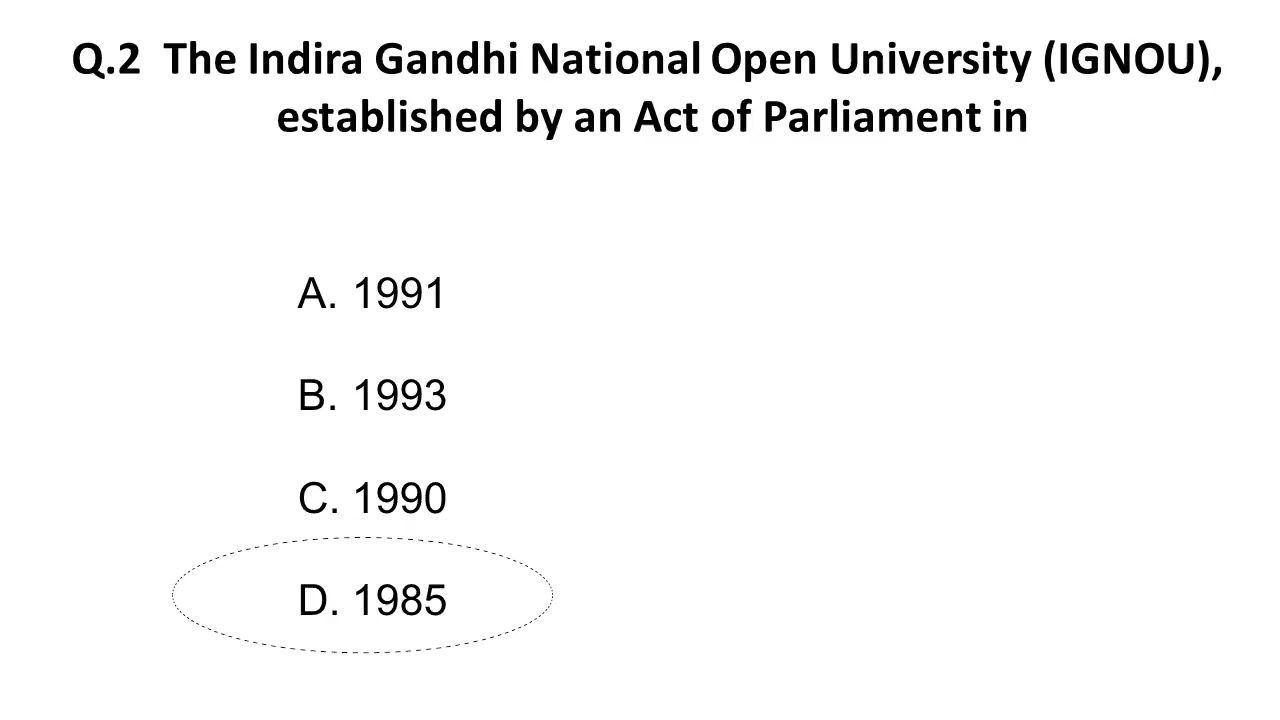 Q.2  The Indira Gandhi National Open University (IGNOU),
established by an Act of Parliament in
A. 1991
B. 1993
C. 1990
D. 1985